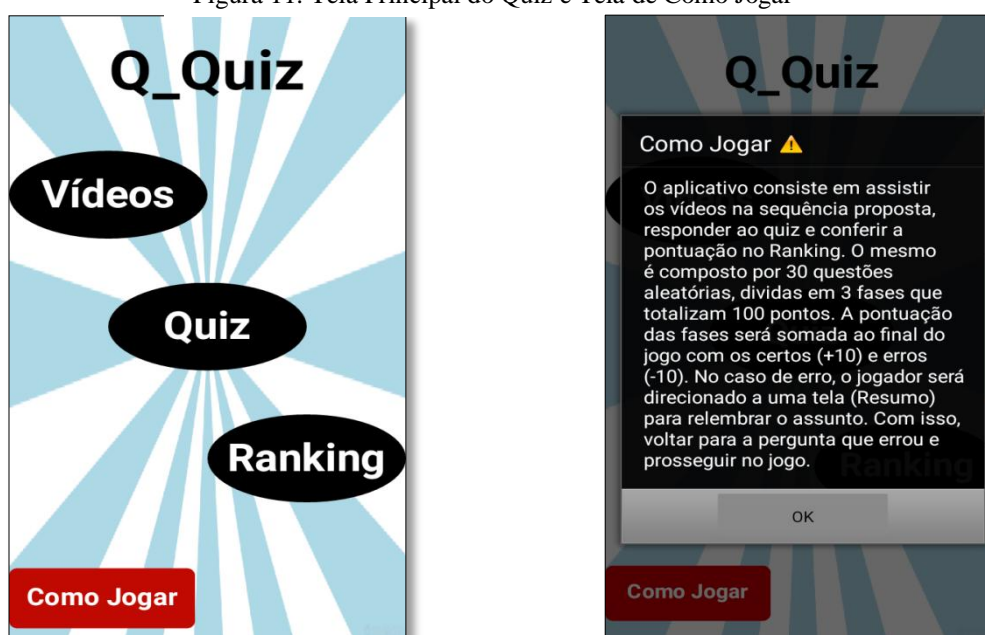 Figura 11: Tela Principal do Quiz e Tela de Como Jogar
Q_Quiz
Vídeos
Quiz
Ranking
Como Jogar
Q_Quiz
Como Jogar
O aplicativo consiste em assistir
os vídeos na sequência proposta,
responder ao quiz e conferir a
pontuação no Ranking. O mesmo
é composto por 30 questões
aleatórias, dividas em 3 fases que
totalizam 100 pontos. A pontuação
das fases será somada ao final do
jogo com os certos (+10) e erros
(-10). No caso de erro, o jogador será
direcionado a uma tela (Resumo)
para relembrar o assunto. Com isso,
voltar para a pergunta que errou e
prosseguir no jogo.
Ranking
OK
Como Jogar